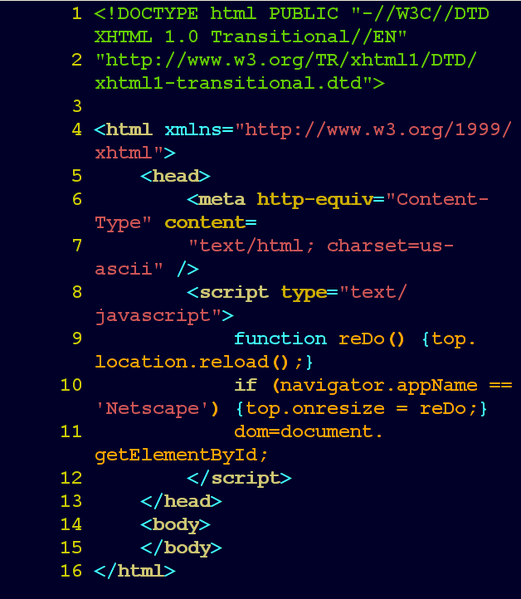 1 <!DOCTYPE html PUBLIC "-//W3C//DTD
XHTML 1.0 Transitional//EN"
2 "http://www.w3.org/TR/xhtml1/DTD/
xhtml1-transitional.dtd">
3
4 <html xmlns="http://www.w3.org/1999/
xhtml">
5     <head>
6         <meta http-equiv="Content-
Type" content=
7         "text/html; charset=us-
ascii" />
8         <script type="text/
javascript">
9             function reDo() {top.
location.reload();}
10             if (navigator.appName ==
'Netscape') {top.onresize = reDo;}
11             dom=document.
getElementById;
12         </script>
13     </head>
14     <body>
15     </body>
16 </html>